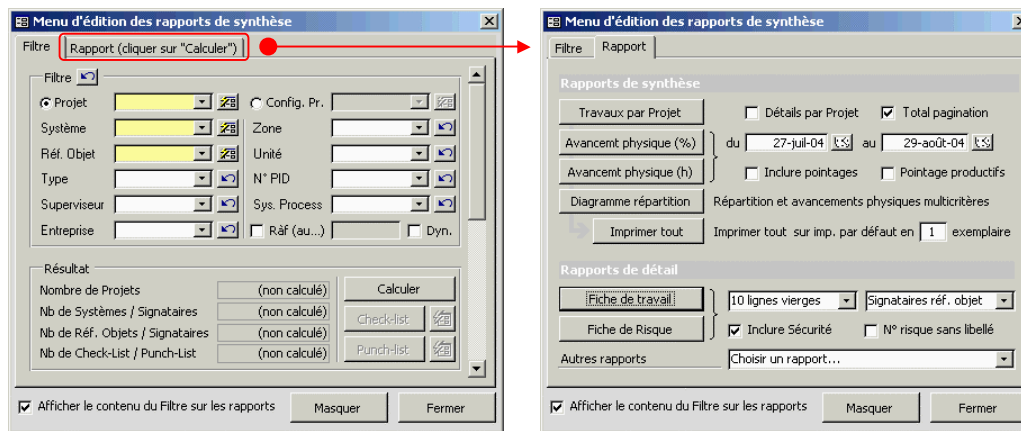 Menu d'édition des rapports de synthèse
Filtre Rapport (cliquer sur "Calculer")
Filtre
Projet Config. Pr.
Système Zone
Réf. Objet Unité
Type N° PID
Superviseur Sys. Process
Entreprise Ràf (au...) Dyn.
Résultat
Nombre de Projets (non calculé) Calculer
Nb de Systèmes / Signataires (non calculé) Check-list
Nb de Réf. Objets / Signataires (non calculé)
Nb de Check-List / Punch-List (non calculé) Punch-list
Afficher le contenu du Filtre sur les rapports Masquer Fermer
Menu d'édition des rapports de synthèse
Filtre Rapport
Rapports de synthèse
Travaux par Projet Détails par Projet Total pagination
Avancemt physique (%) du 27-juil-04 au 29-août-04
Avancemt physique (h) Inclure pointages Pointage productifs
Diagramme répartition Répartition et avancements physiques multicritères
Imprimer tout Imprimer tout sur imp. par défaut en 1 exemplaire
Rapports de détail
Fiche de travail 10 lignes vierges Signataires réf. objet
Fiche de Risque Inclure Sécurité N° risque sans libellé
Autres rapports Choisir un rapport...
Afficher le contenu du Filtre sur les rapports Masquer Fermer